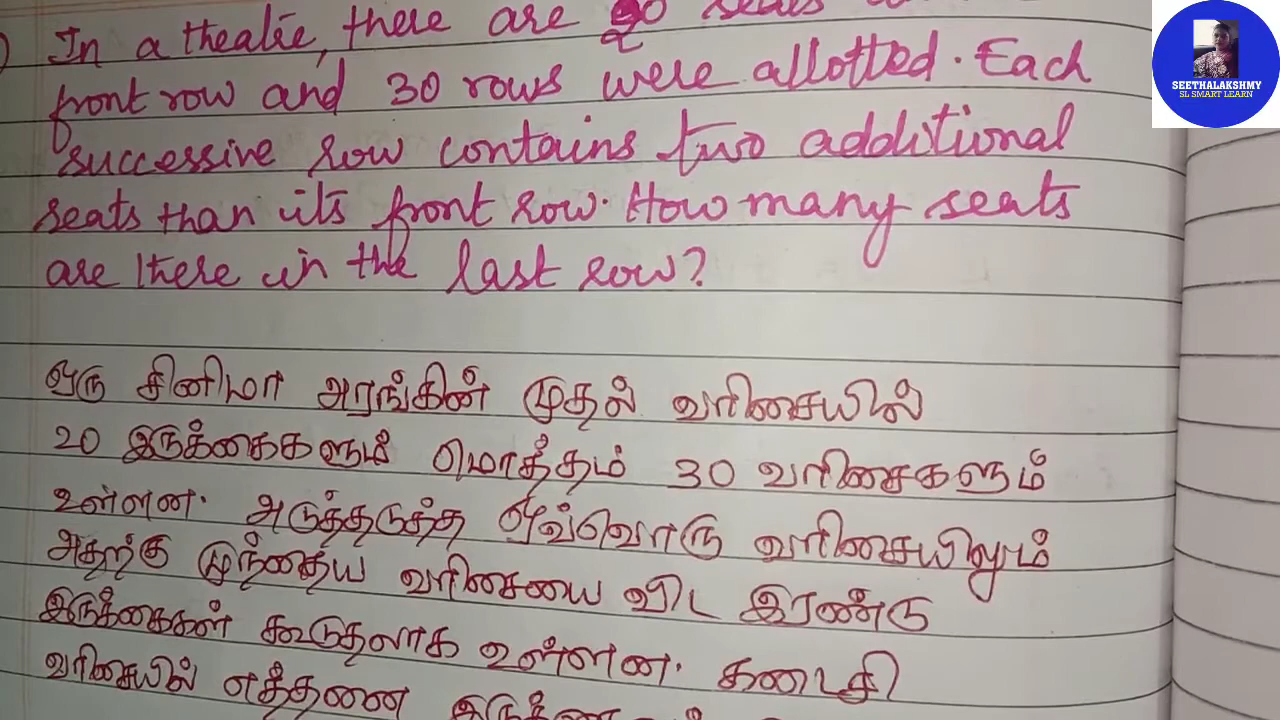 In a theatre, there are 20 seats
front row and 30 rows were allotted. Each
successive row contains two additional
seats than its front row. How many seats
are there in the last row?
ஒரு சினிமா அரங்கின் முதல் வரிசையில்
20 இருக்கைகளும் மொத்தம் 30 வரிசைகளும்
உள்ளன. அடுத்தடுத்த ஒவ்வொரு வரிசையிலும்
அதற்கு முந்தைய வரிசையை விட இரண்டு
இருக்கைகள் கூடுதலாக உள்ளன. கடைசி
வரிசையில் எத்தனை
SEETHALAKSHMY
SL SMART LEARN